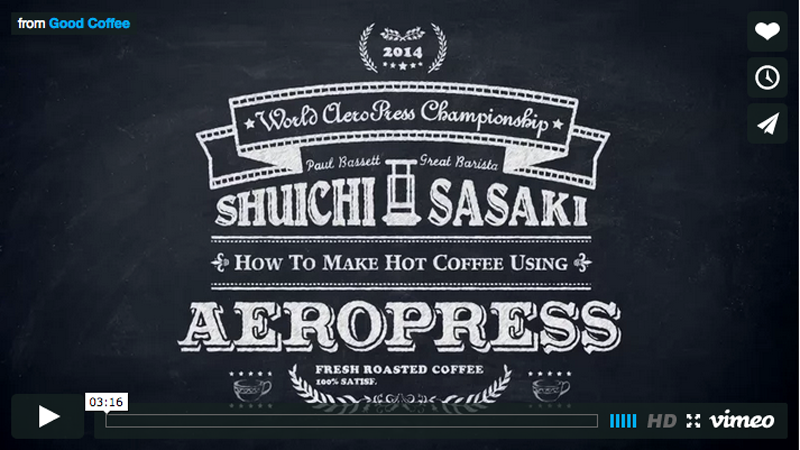 from Good Coffee
2014
World AeroPress Championship
Paul Bassett Great Barista
SHUICHI SASAKI
HOW TO MAKE HOT COFFEE USING
AEROPRESS
FRESH ROASTED COFFEE
100% SATISF.
03:16
HD vimeo